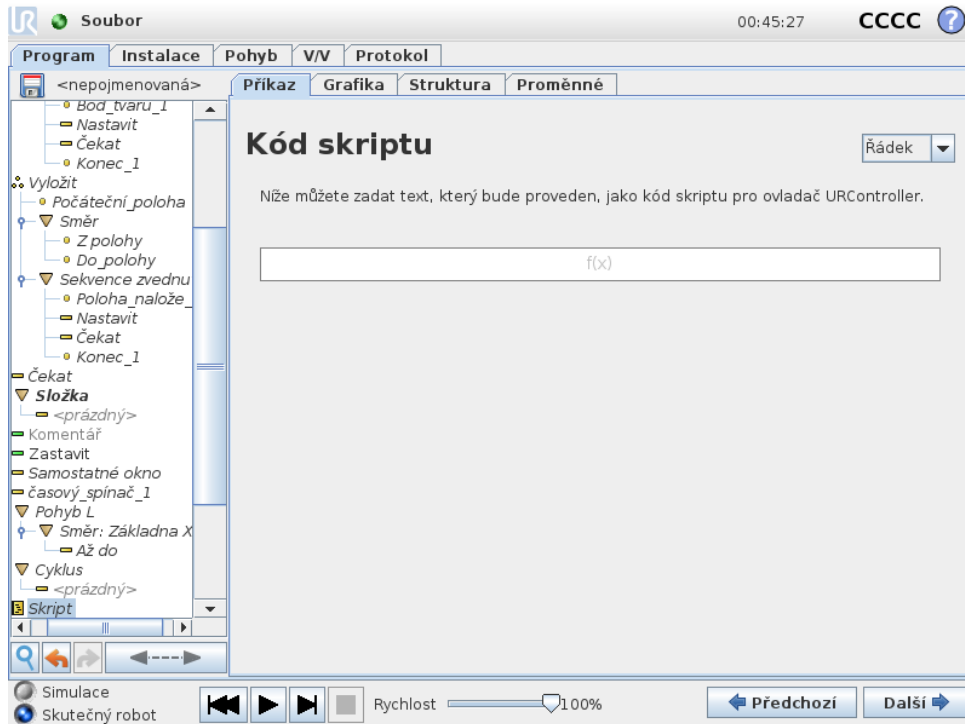 UR Soubor 00:45:27 CCCC ?
Program Instalace Pohyb V/V Protokol
<nepojmenovaná> Příkaz Grafika Struktura Proměnné
Bod_tvaru_1
Nastavit
Čekat
Konec_1
Vyložit
Počáteční_poloha
Směr
Z polohy
Do_polohy
Sekvence zvednu
Poloha_nalože_
Nastavit
Čekat
Konec_1
Čekat
Složka
<prázdný>
Komentář
Zastavit
Samostatné okno
časový_spínač_1
Pohyb L
Směr: Základna X
Až do
Cyklus
<prázdný>
Skript
Kód skriptu
Řádek
Níže můžete zadat text, který bude proveden, jako kód skriptu pro ovladač URController.
f(x)
Simulace
Skutečný robot
Rychlost 100%
Předchozí Další